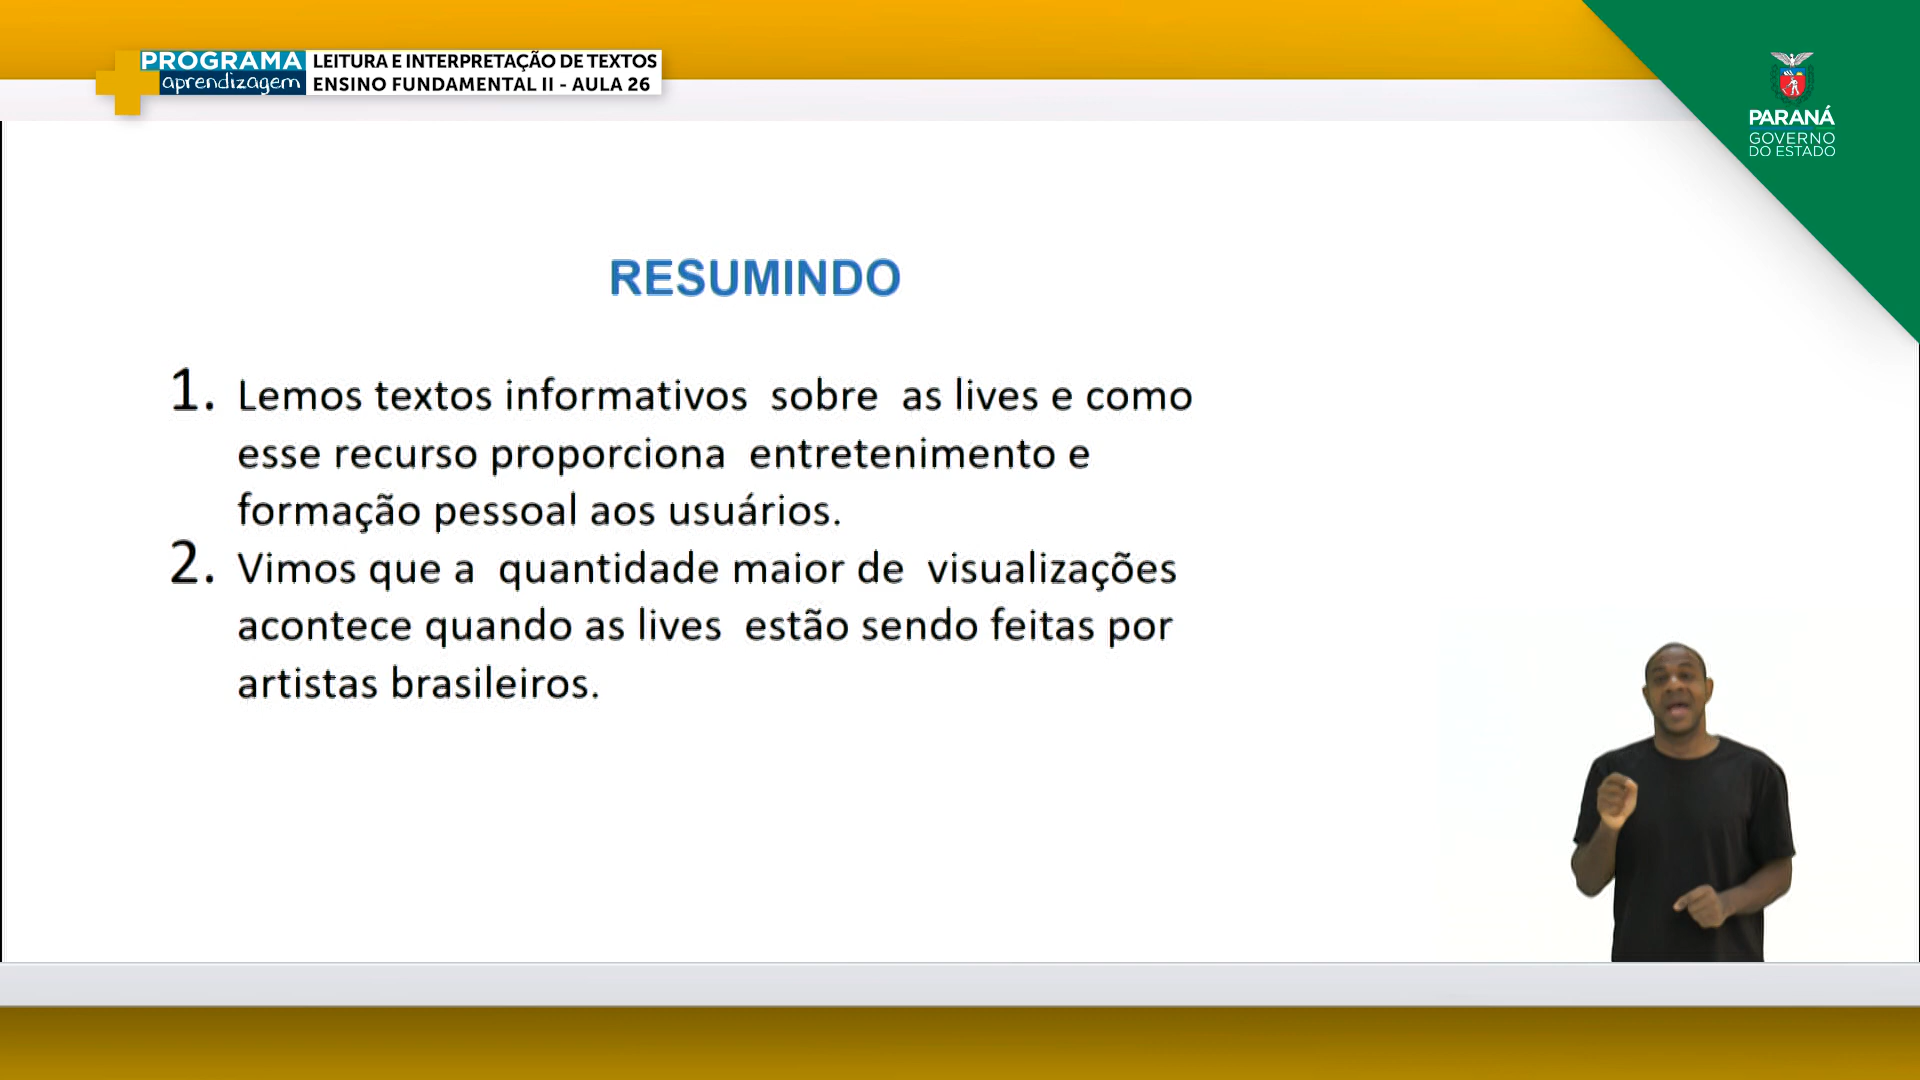 PROGRAMA
aprendizagem
LEITURA E INTERPRETAÇÃO DE TEXTOS
ENSINO FUNDAMENTAL II - AULA 26
PARANÁ
GOVERNO
DO ESTADO
RESUMINDO
1. Lemos textos informativos sobre as lives e como
esse recurso proporciona entretenimento e
formação pessoal aos usuários.
2. Vimos que a quantidade maior de visualizações
acontece quando as lives estão sendo feitas por
artistas brasileiros.